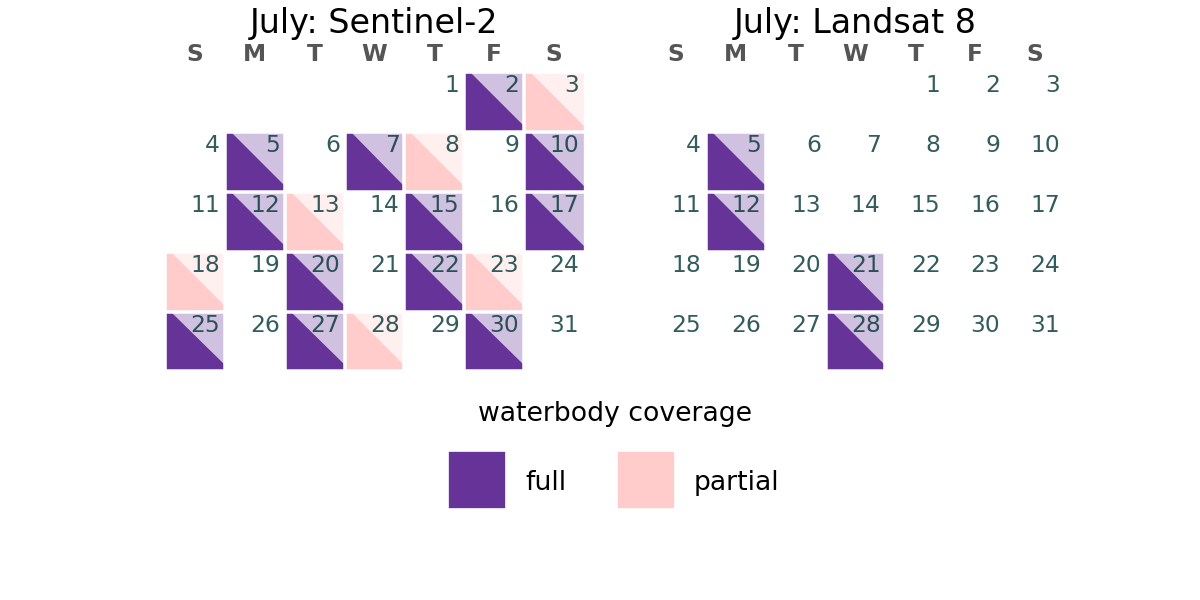 July: Sentinel-2
S M T W T F S
1 2 3
4 5 6 7 8 9 10
11 12 13 14 15 16 17
18 19 20 21 22 23 24
25 26 27 28 29 30 31
July: Landsat 8
S M T W T F S
1 2 3
4 5 6 7 8 9 10
11 12 13 14 15 16 17
18 19 20 21 22 23 24
25 26 27 28 29 30 31
waterbody coverage
full
partial